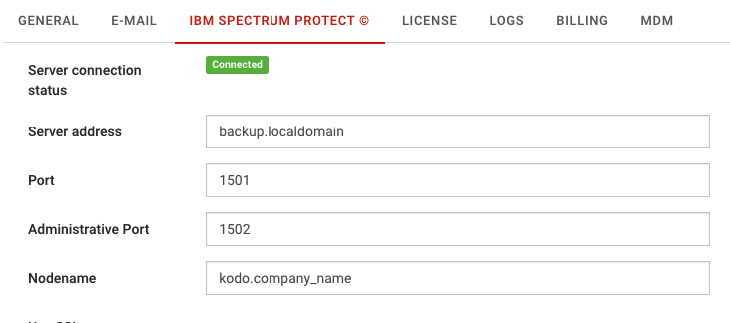 GENERAL E-MAIL IBM SPECTRUM PROTECT © LICENSE LOGS BILLING MDM
Server connection
status
Connected
Server address
backup.localdomain
Port
1501
Administrative Port
1502
Nodename
kodo.company_name